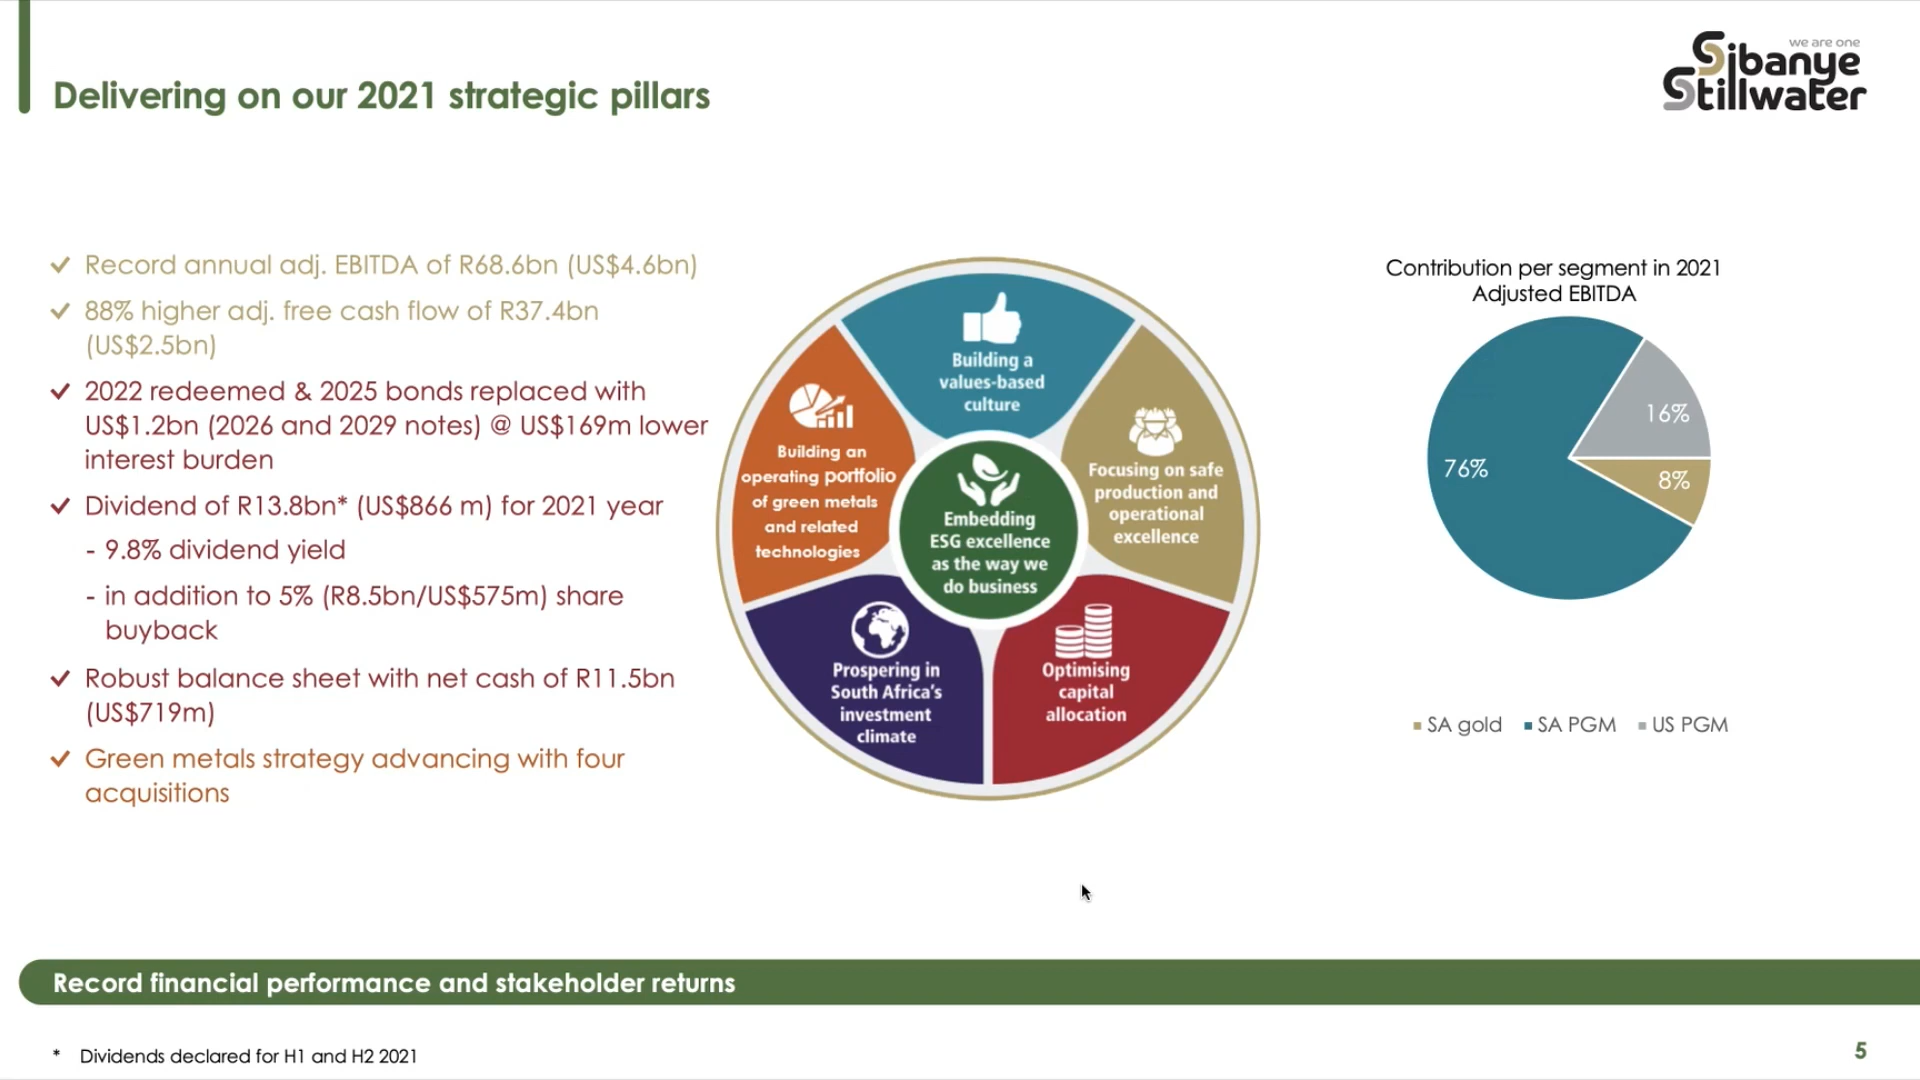 we are one
Sibanye
Stillwater
Delivering on our 2021 strategic pillars
Record annual adj. EBITDA of R68.6bn (US$4.6bn)
88% higher adj. free cash flow of R37.4bn
(US$2.5bn)
2022 redeemed & 2025 bonds replaced with
US$1.2bn (2026 and 2029 notes) @ US$169m lower
interest burden
Dividend of R13.8bn* (US$866 m) for 2021 year
- 9.8% dividend yield
- in addition to 5% (R8.5bn/US$575m) share
buyback
Robust balance sheet with net cash of R11.5bn
(US$719m)
Green metals strategy advancing with four
acquisitions
Building a
values-based
culture
Focusing on safe
production and
operational
excellence
Optimising
capital
allocation
Prospering in
South Africa's
investment
climate
Building an
operating portfolio
of green metals
and related
technologies
Embedding
ESG excellence
as the way we
do business
Contribution per segment in 2021
Adjusted EBITDA
16%
76%
8%
SA gold SA PGM US PGM
Record financial performance and stakeholder returns
* Dividends declared for H1 and H2 2021
5